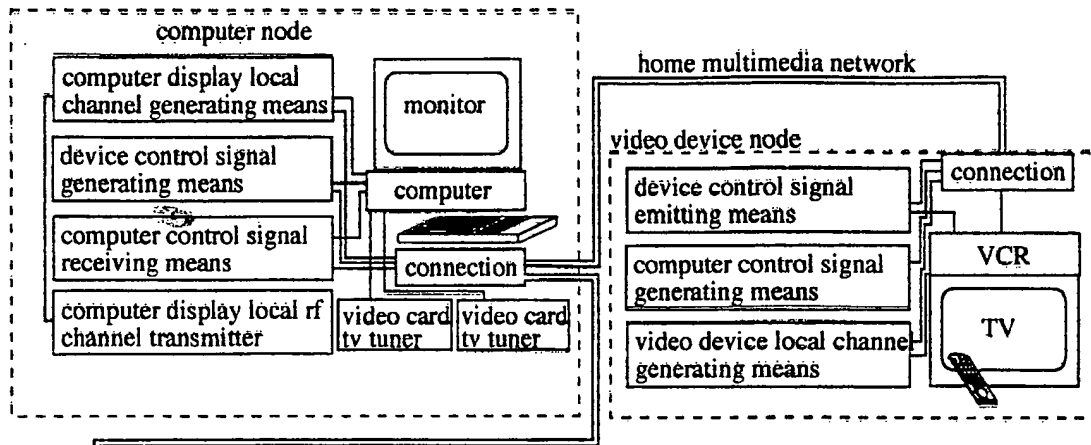 computer node
computer display local
channel generating means
device control signal
generating means
computer control signal
receiving means
computer display local rf
channel transmitter
monitor
computer
connection
video card
tv tuner
video card
tv tuner
home multimedia network
video device node
connection
device control signal
emitting means
computer control signal
generating means
video device local channel
generating means
VCR
TV